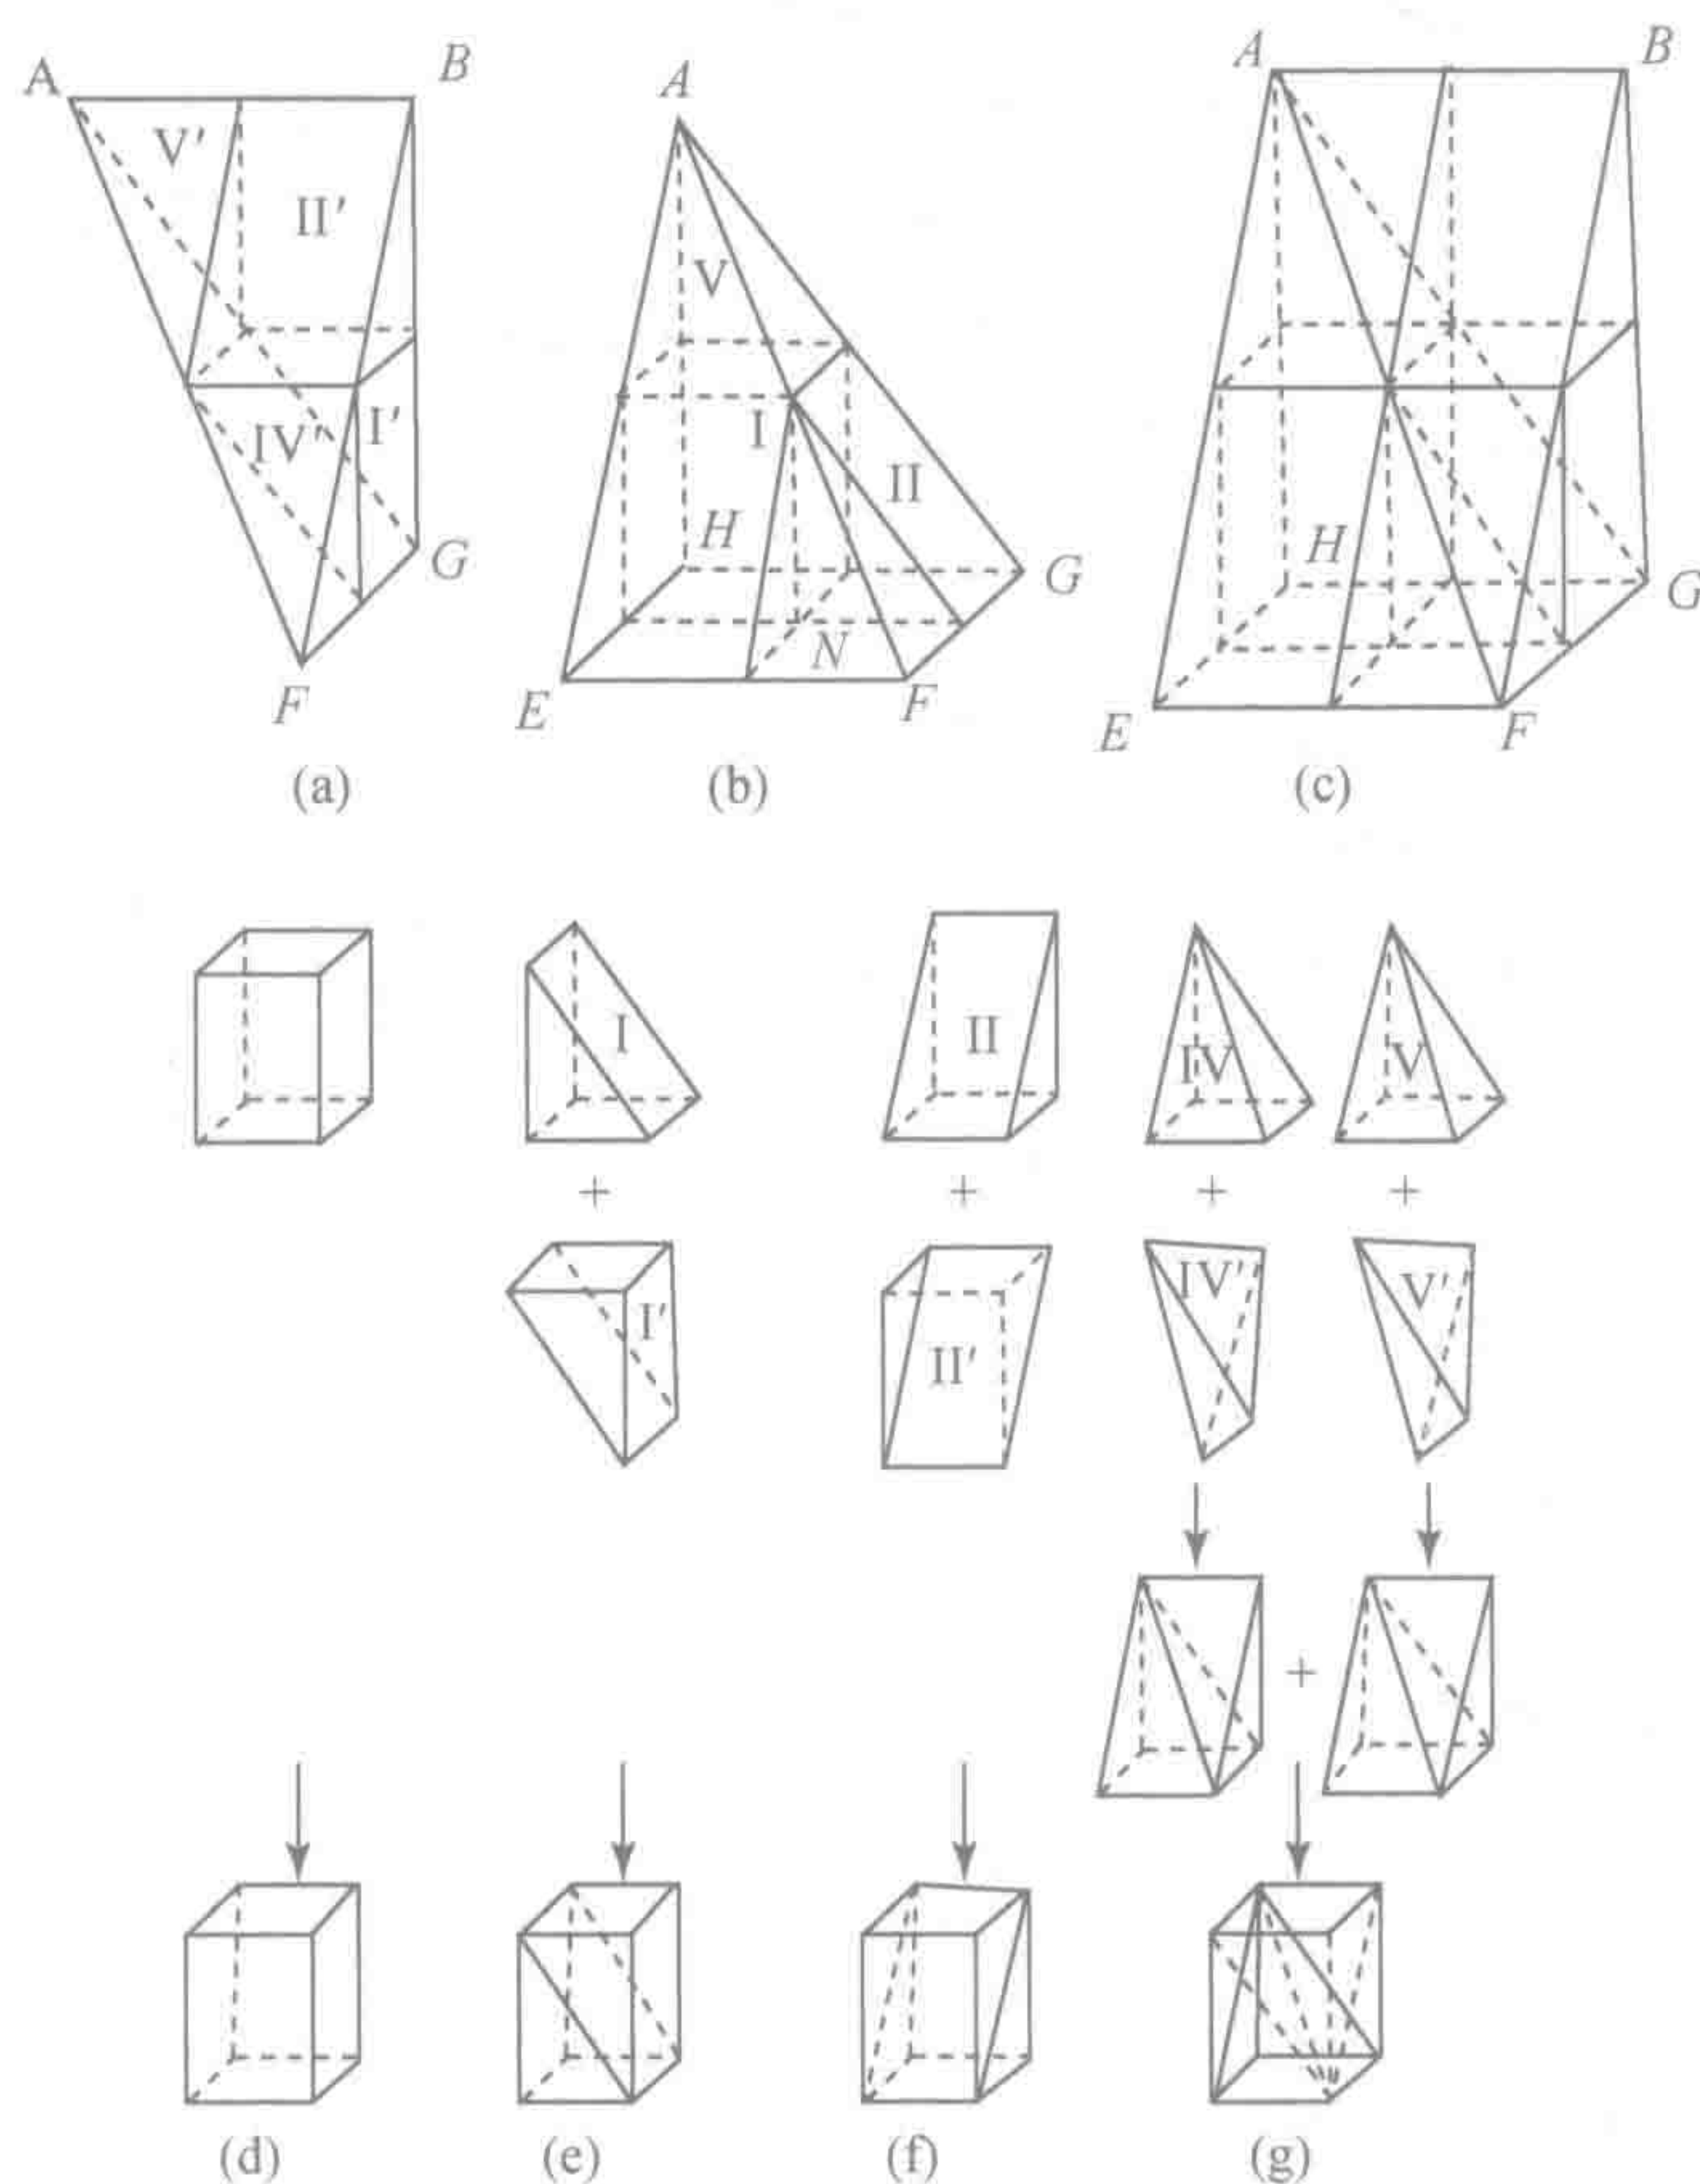 A B
V'
II'
IV' I'
G
F
(a)
A
V
I
II
H
G
N
E F
(b)
A B
H
G
E F
(c)
I II IV V
+ + + +
I' II' IV' V'
+
(d) (e) (f) (g)